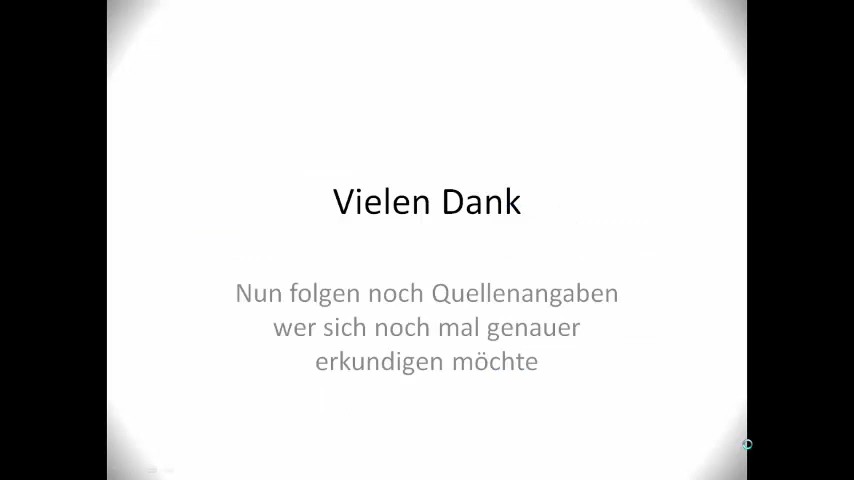 Vielen Dank
Nun folgen noch Quellenangaben
wer sich noch mal genauer
erkundigen möchte